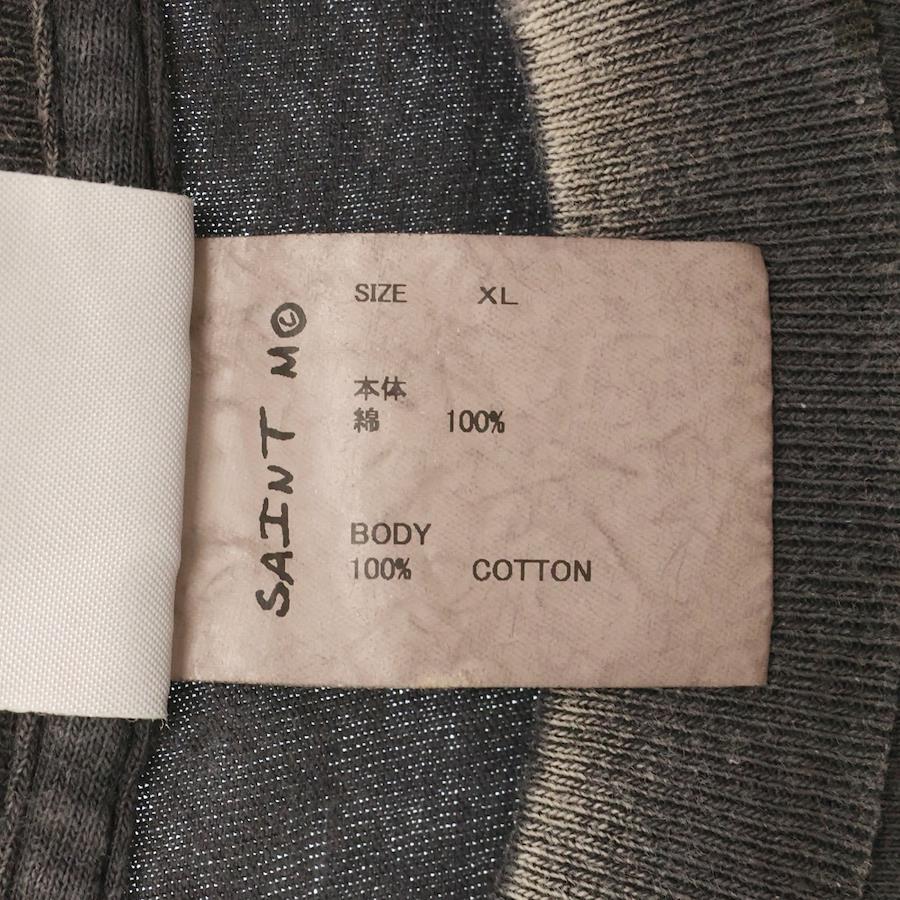 SAINT M©
SIZE XL
本体
綿 100%
BODY
100% COTTON